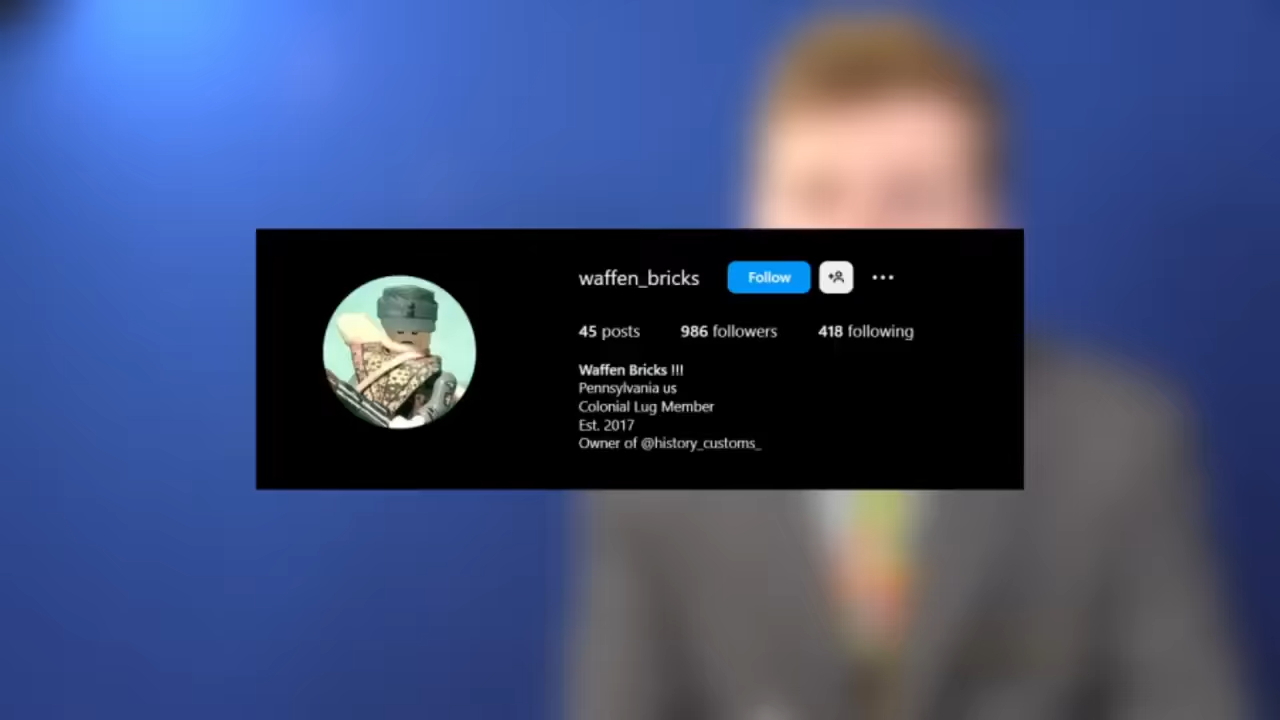 waffen_bricks Follow
45 posts 986 followers 418 following
Waffen Bricks !!!
Pennsylvania us
Colonial Lug Member
Est. 2017
Owner of @history_customs_